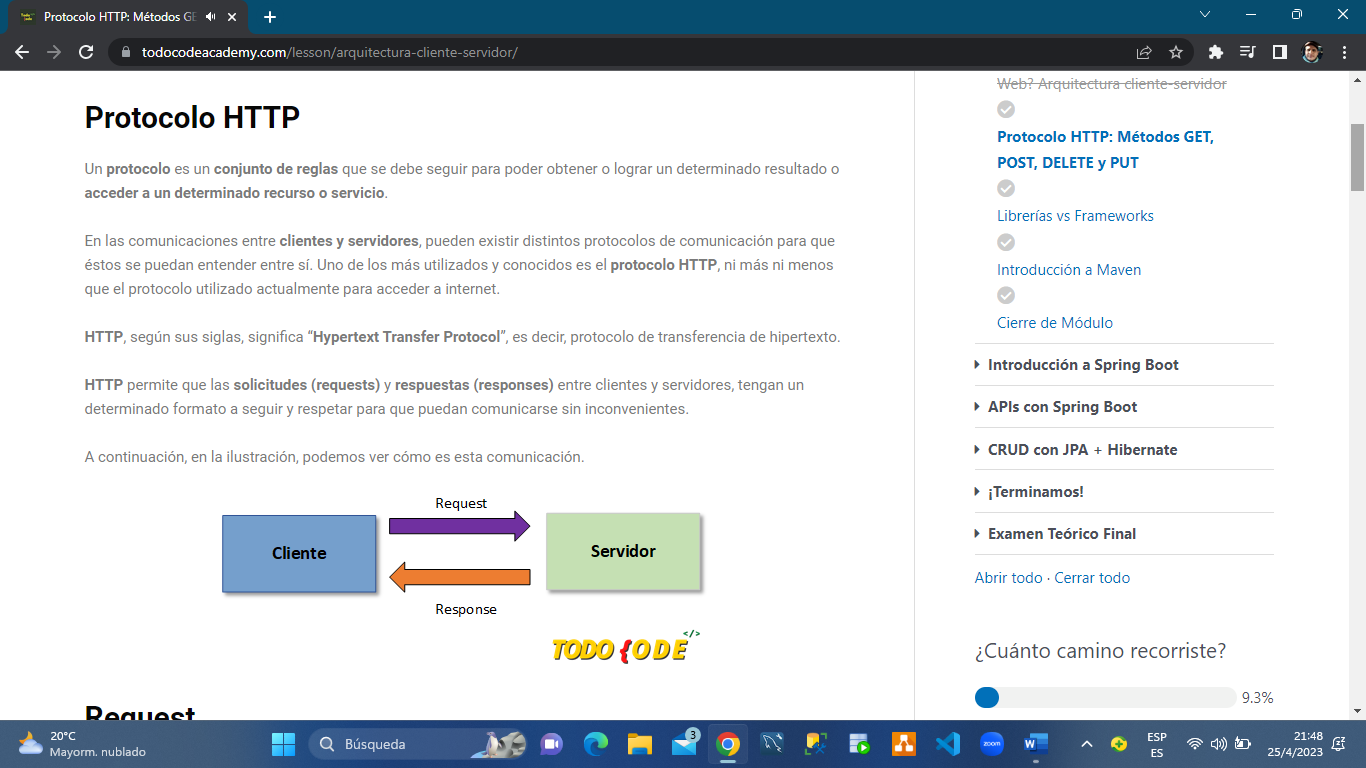 Protocolo HTTP: Métodos GE
todocodeacademy.com/lesson/arquitectura-cliente-servidor/
Protocolo HTTP
Un protocolo es un conjunto de reglas que se debe seguir para poder obtener o lograr un determinado resultado o
acceder a un determinado recurso o servicio.
En las comunicaciones entre clientes y servidores, pueden existir distintos protocolos de comunicación para que
éstos se puedan entender entre sí. Uno de los más utilizados y conocidos es el protocolo HTTP, ni más ni menos
que el protocolo utilizado actualmente para acceder a internet.
HTTP, según sus siglas, significa “Hypertext Transfer Protocol”, es decir, protocolo de transferencia de hipertexto.
HTTP permite que las solicitudes (requests) y respuestas (responses) entre clientes y servidores, tengan un
determinado formato a seguir y respetar para que puedan comunicarse sin inconvenientes.
A continuación, en la ilustración, podemos ver cómo es esta comunicación.
Request
Cliente
Servidor
Response
</>
TODO {ODE
Request
Web? Arquitectura cliente-servidor
Protocolo HTTP: Métodos GET,
POST, DELETE y PUT
Librerías vs Frameworks
Introducción a Maven
Cierre de Módulo
Introducción a Spring Boot
APIs con Spring Boot
CRUD con JPA + Hibernate
¡Terminamos!
Examen Teórico Final
Abrir todo · Cerrar todo
¿Cuánto camino recorriste?
9.3%
20°C
Mayorm. nublado
Búsqueda
3
zoom
W
ESP
ES
21:48
25/4/2023